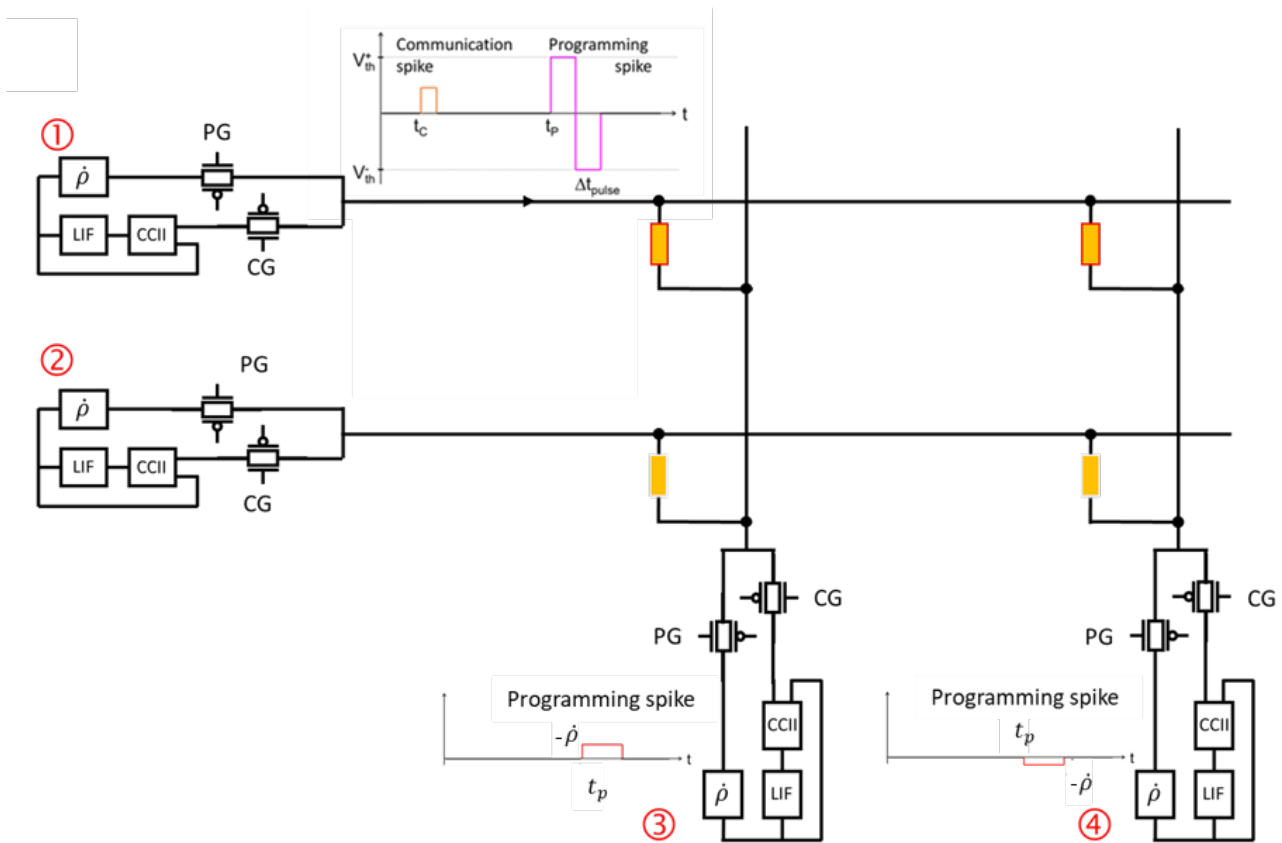 Communication
spike
Programming
spike
V⁺th
t
tC
tP
V⁻th
Δtpulse
①
PG
ρ̇
LIF
CCII
CG
②
PG
ρ̇
LIF
CCII
CG
CG
PG
Programming spike
-ρ̇
t
tp
CCII
ρ̇
LIF
③
CG
PG
Programming spike
tp
t
-ρ̇
CCII
ρ̇
LIF
④